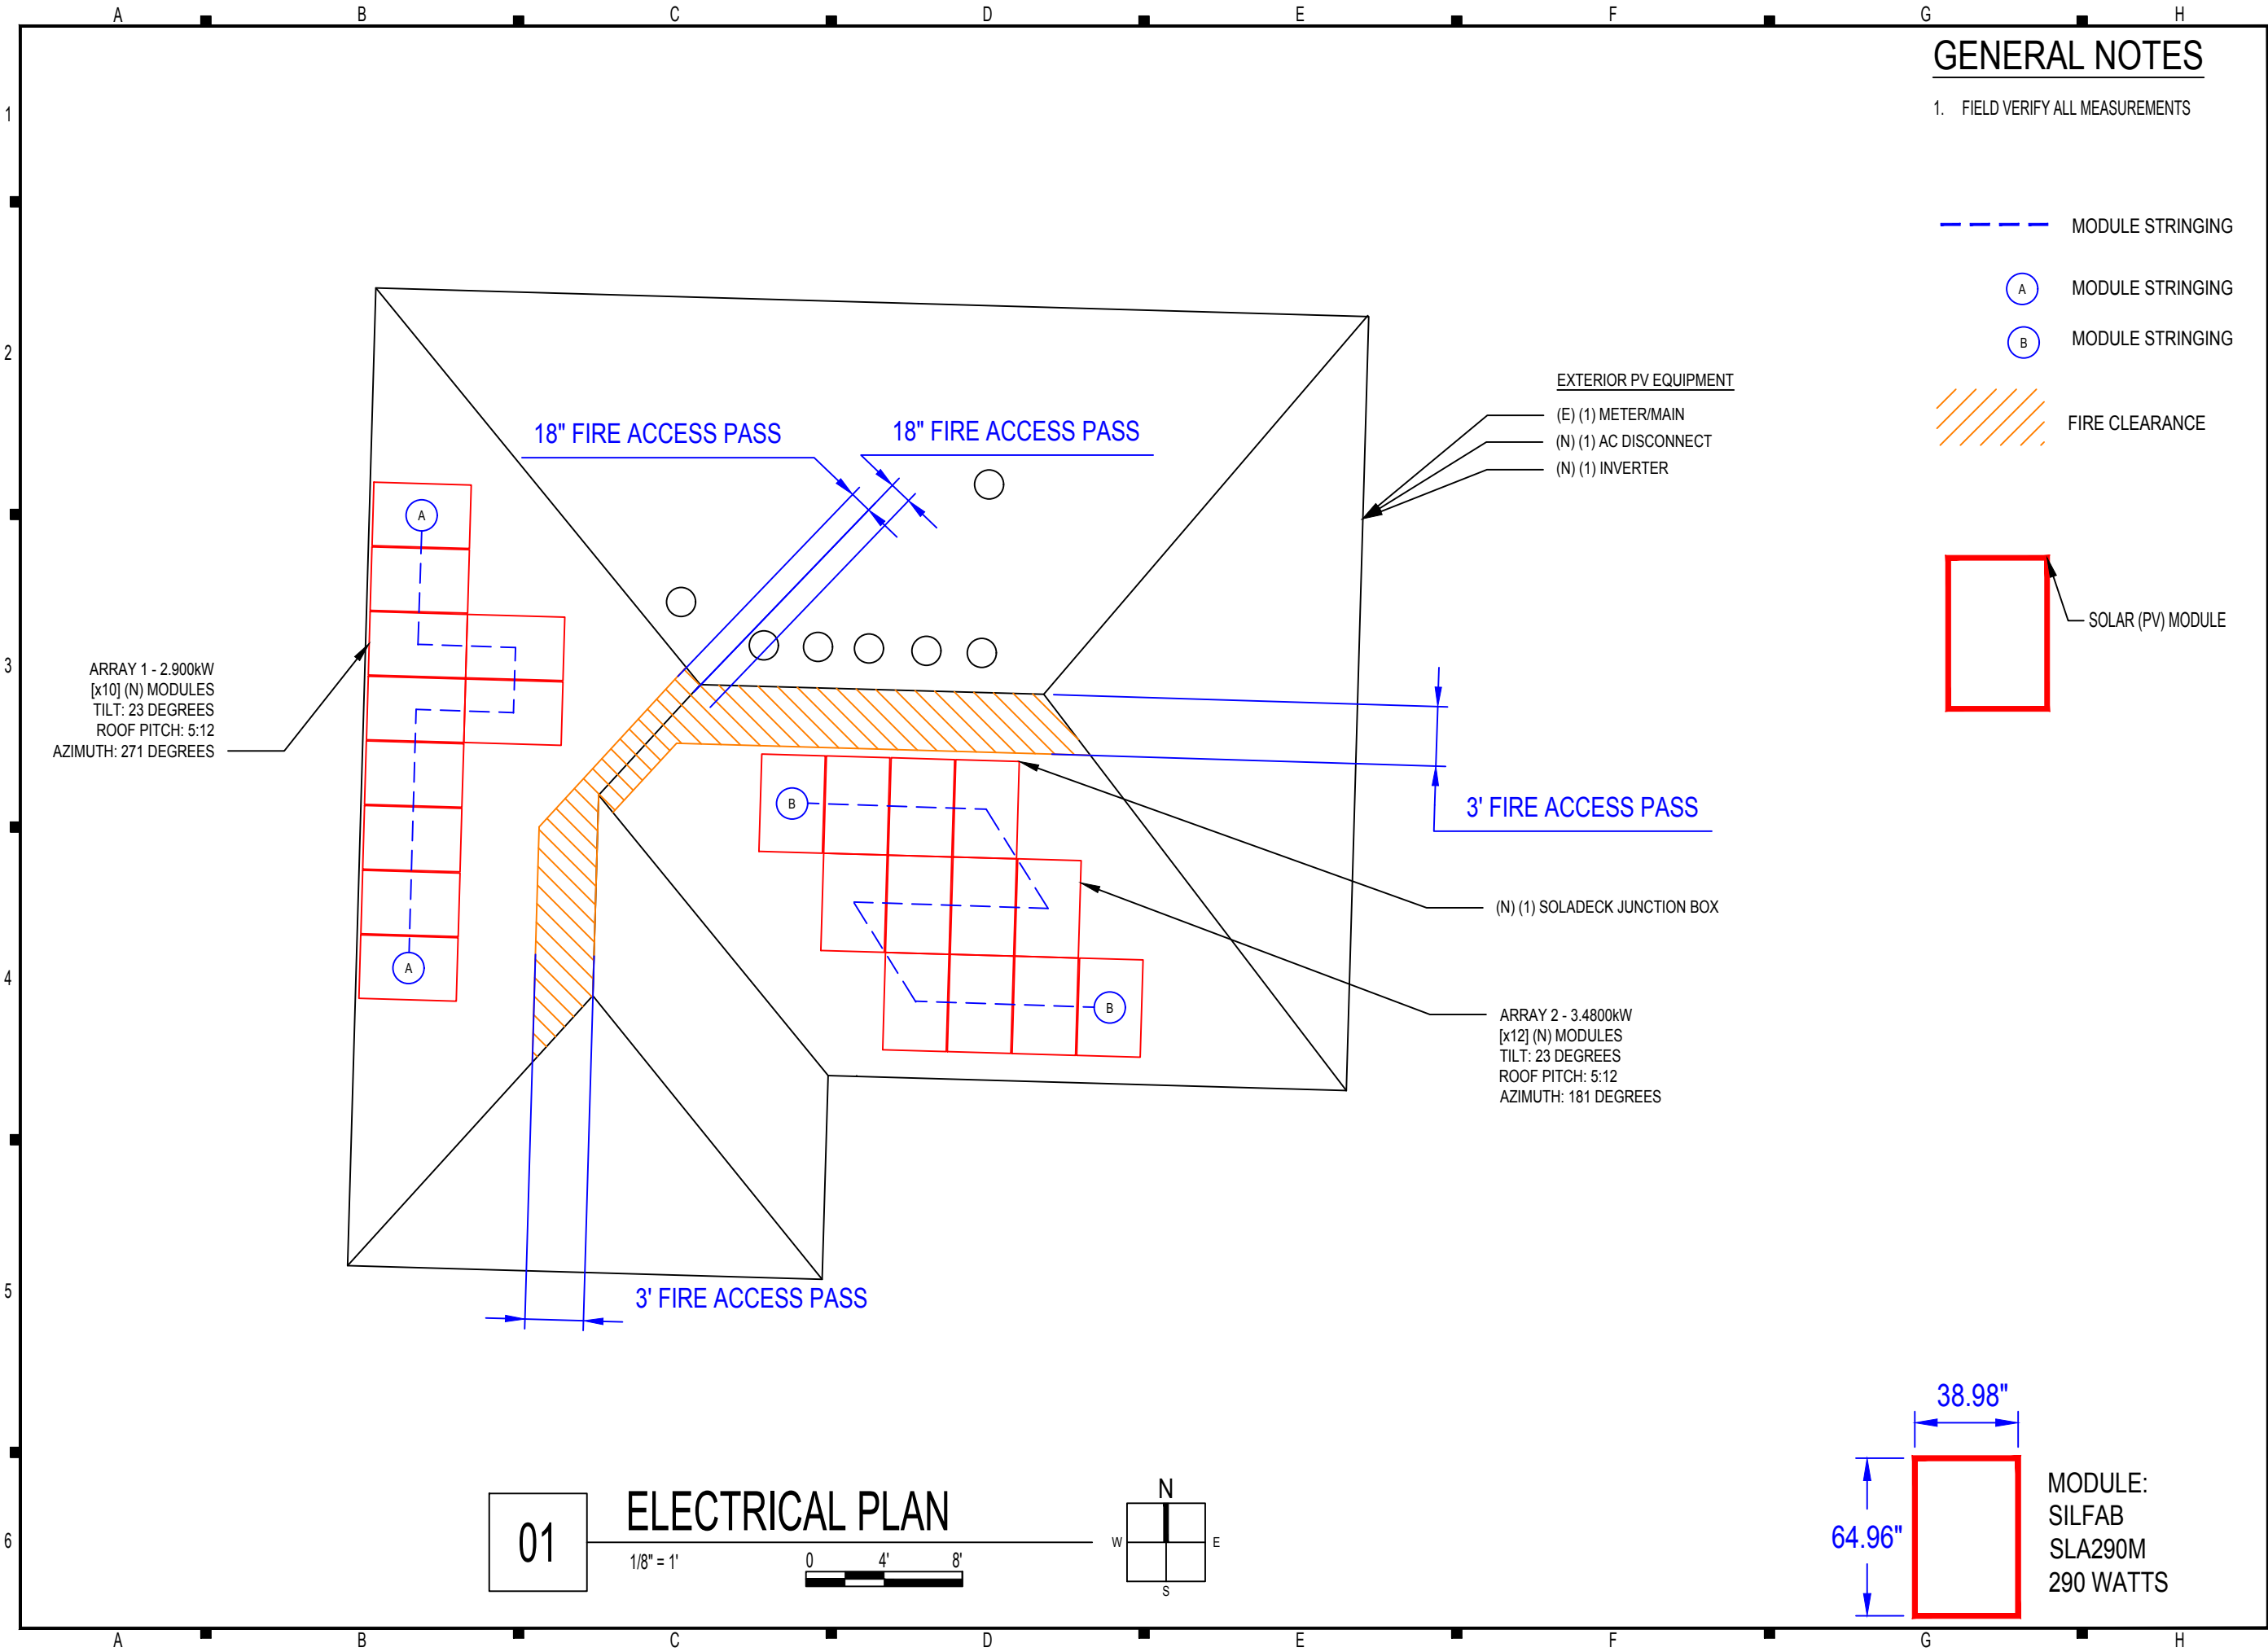 A B C D E F G H
GENERAL NOTES
1. FIELD VERIFY ALL MEASUREMENTS
1
2
3
4
5
6
MODULE STRINGING
A MODULE STRINGING
B MODULE STRINGING
FIRE CLEARANCE
SOLAR (PV) MODULE
EXTERIOR PV EQUIPMENT
(E) (1) METER/MAIN
(N) (1) AC DISCONNECT
(N) (1) INVERTER
18" FIRE ACCESS PASS
18" FIRE ACCESS PASS
A
A
ARRAY 1 - 2.900kW
[x10] (N) MODULES
TILT: 23 DEGREES
ROOF PITCH: 5:12
AZIMUTH: 271 DEGREES
B
B
3' FIRE ACCESS PASS
(N) (1) SOLADECK JUNCTION BOX
ARRAY 2 - 3.4800kW
[x12] (N) MODULES
TILT: 23 DEGREES
ROOF PITCH: 5:12
AZIMUTH: 181 DEGREES
3' FIRE ACCESS PASS
01
ELECTRICAL PLAN
1/8" = 1'
0 4' 8'
N
W E
S
38.98"
64.96"
MODULE:
SILFAB
SLA290M
290 WATTS
A B C D E F G H